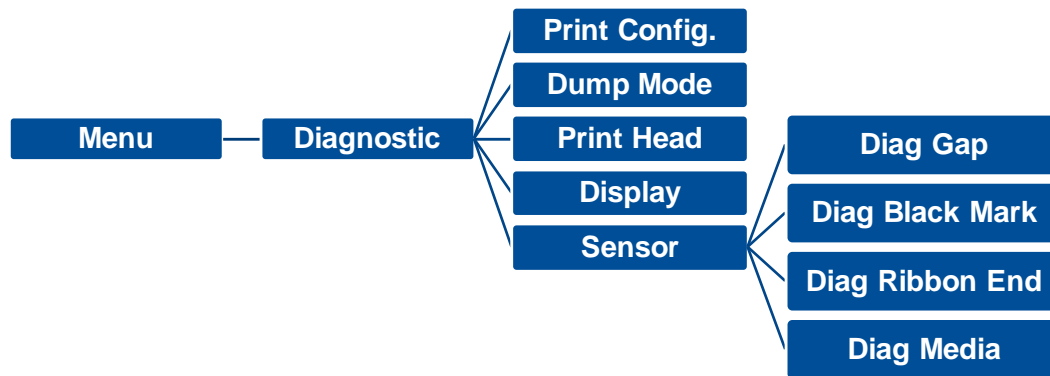 Menu
Diagnostic
Print Config.
Dump Mode
Print Head
Display
Sensor
Diag Gap
Diag Black Mark
Diag Ribbon End
Diag Media